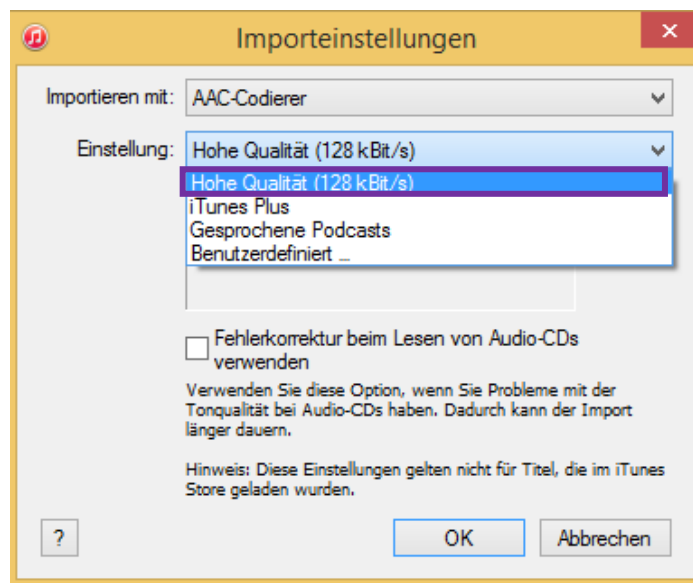 Importeinstellungen
Importieren mit: AAC-Codierer
Einstellung: Hohe Qualität (128 kBit/s)
Hohe Qualität (128 kBit/s)
iTunes Plus
Gesprochene Podcasts
Benutzerdefiniert ...
Fehlerkorrektur beim Lesen von Audio-CDs
verwenden
Verwenden Sie diese Option, wenn Sie Probleme mit der
Tonqualität bei Audio-CDs haben. Dadurch kann der Import
länger dauern.
Hinweis: Diese Einstellungen gelten nicht für Titel, die im iTunes
Store geladen wurden.
? OK Abbrechen